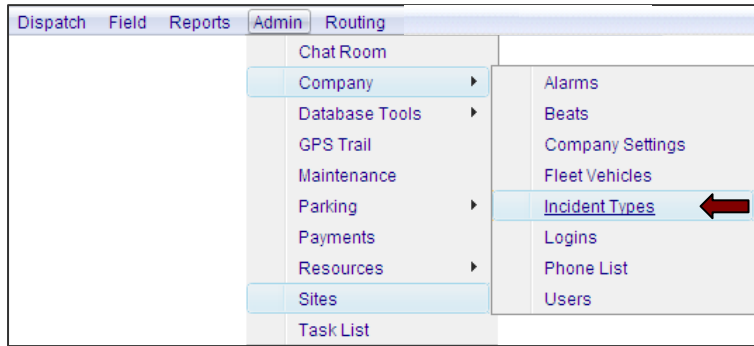 Dispatch Field Reports Admin Routing
Chat Room
Company
Database Tools
GPS Trail
Maintenance
Parking
Payments
Resources
Sites
Task List
Alarms
Beats
Company Settings
Fleet Vehicles
Incident Types
Logins
Phone List
Users